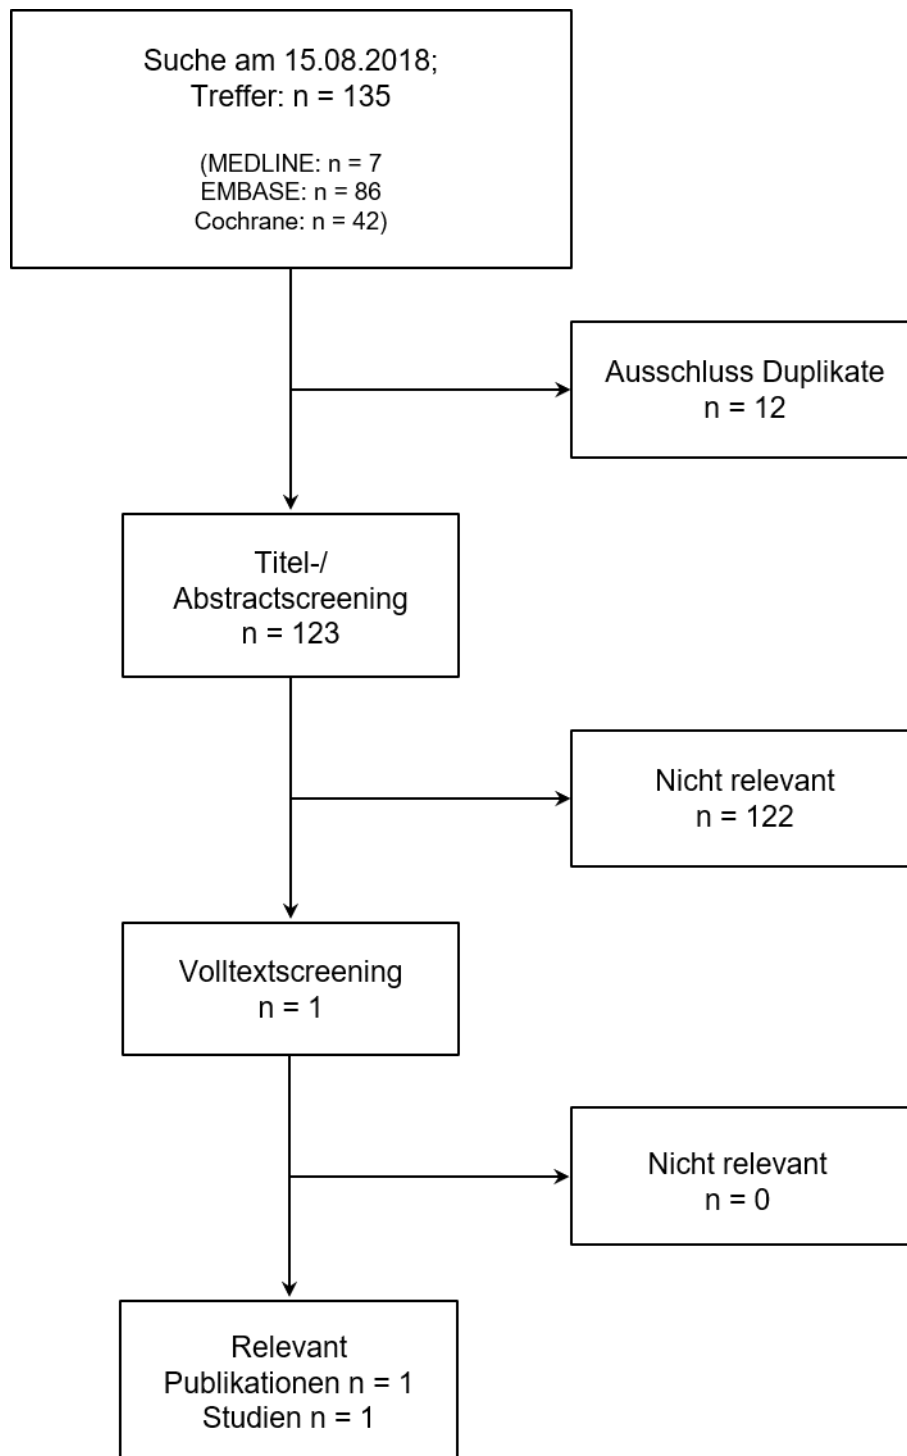 Suche am 15.08.2018;
Treffer: n = 135
(MEDLINE: n = 7
EMBASE: n = 86
Cochrane: n = 42)
Ausschluss Duplikate
n = 12
Titel-/
Abstractscreening
n = 123
Nicht relevant
n = 122
Volltextscreening
n = 1
Nicht relevant
n = 0
Relevant
Publikationen n = 1
Studien n = 1